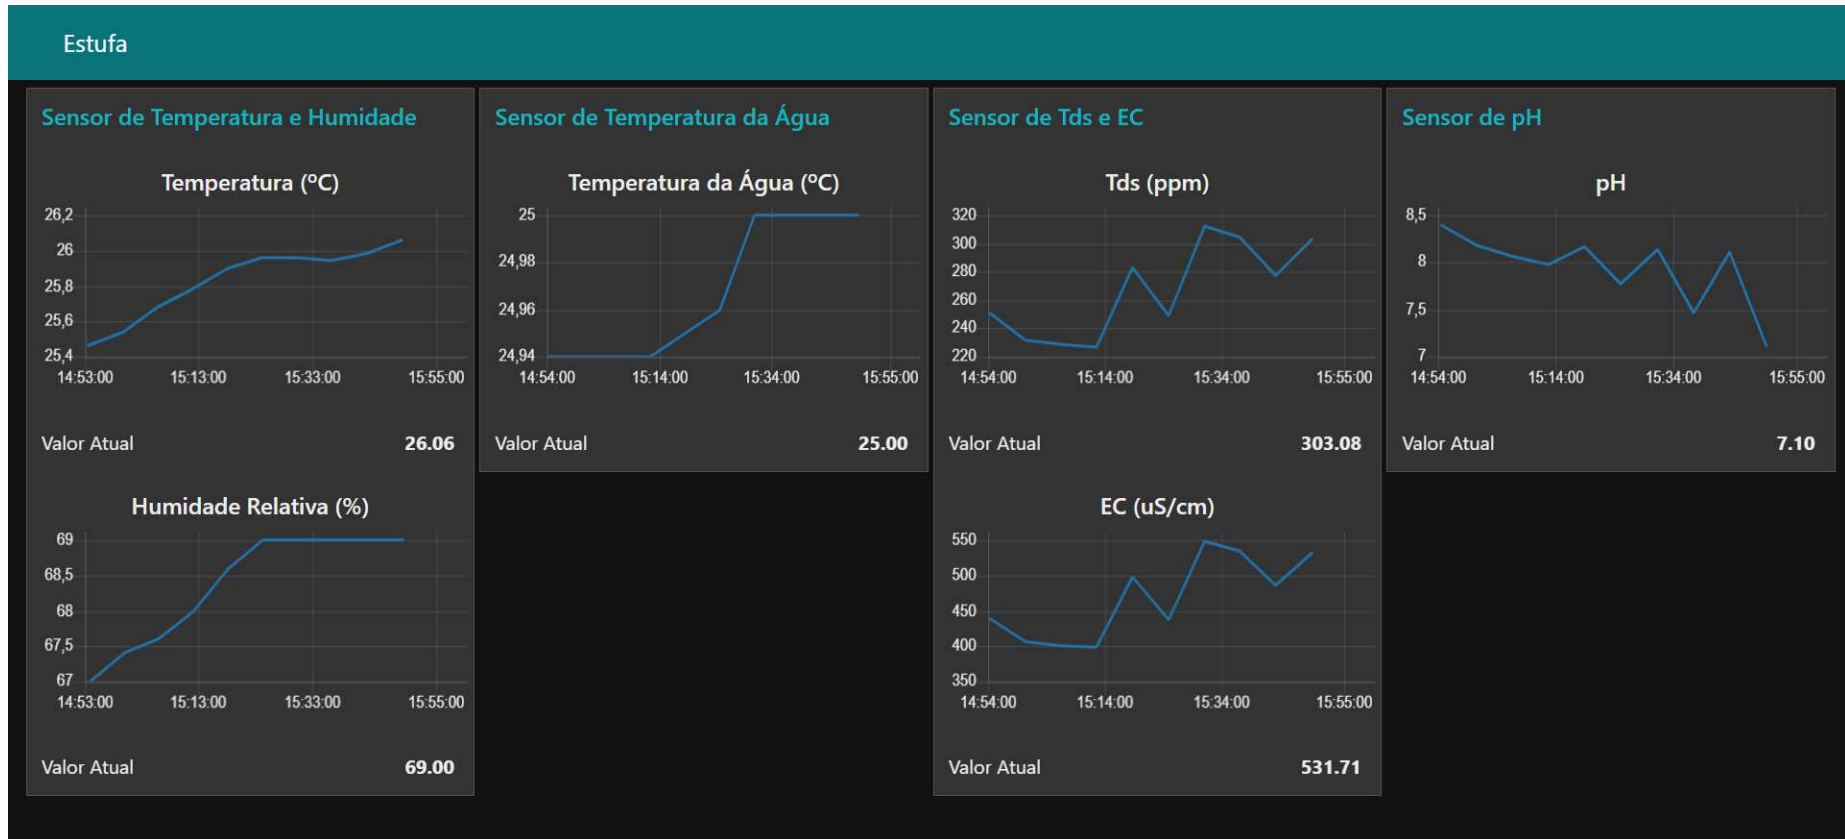 Estufa
Sensor de Temperatura e Humidade
Temperatura (ºC)
26,2
26
25,8
25,6
25,4
14:53:00 15:13:00 15:33:00 15:55:00
Valor Atual 26.06
Humidade Relativa (%)
69
68,5
68
67,5
67
14:53:00 15:13:00 15:33:00 15:55:00
Valor Atual 69.00
Sensor de Temperatura da Água
Temperatura da Água (ºC)
25
24,98
24,96
24,94
14:54:00 15:14:00 15:34:00 15:55:00
Valor Atual 25.00
Sensor de Tds e EC
Tds (ppm)
320
300
280
260
240
220
14:54:00 15:14:00 15:34:00 15:55:00
Valor Atual 303.08
EC (uS/cm)
550
500
450
400
350
14:54:00 15:14:00 15:34:00 15:55:00
Valor Atual 531.71
Sensor de pH
pH
8,5
8
7,5
7
14:54:00 15:14:00 15:34:00 15:55:00
Valor Atual 7.10